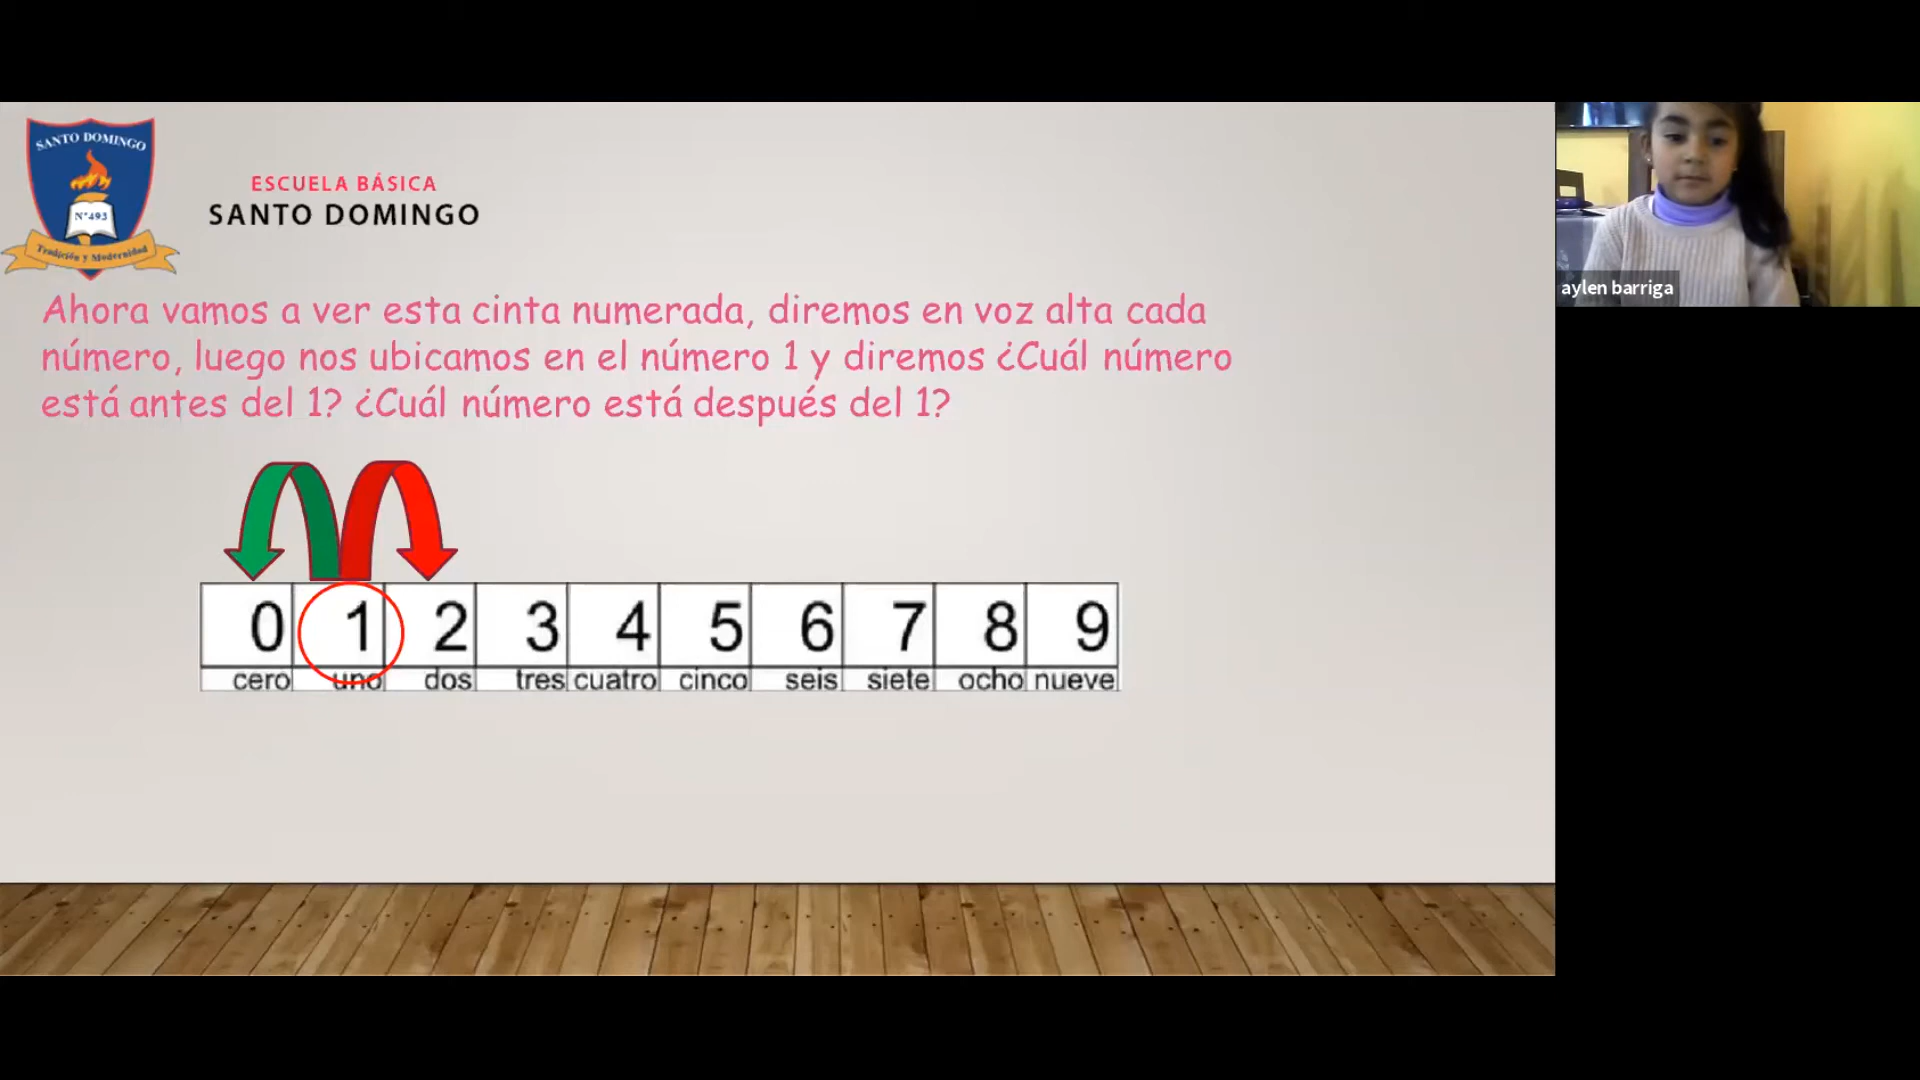 SANTO DOMINGO
N°493
Tradición y Modernidad
ESCUELA BÁSICA
SANTO DOMINGO
Ahora vamos a ver esta cinta numerada, diremos en voz alta cada
número, luego nos ubicamos en el número 1 y diremos ¿Cuál número
está antes del 1? ¿Cuál número está después del 1?
0 1 2 3 4 5 6 7 8 9
cero uno dos tres cuatro cinco seis siete ocho nueve
aylen barriga